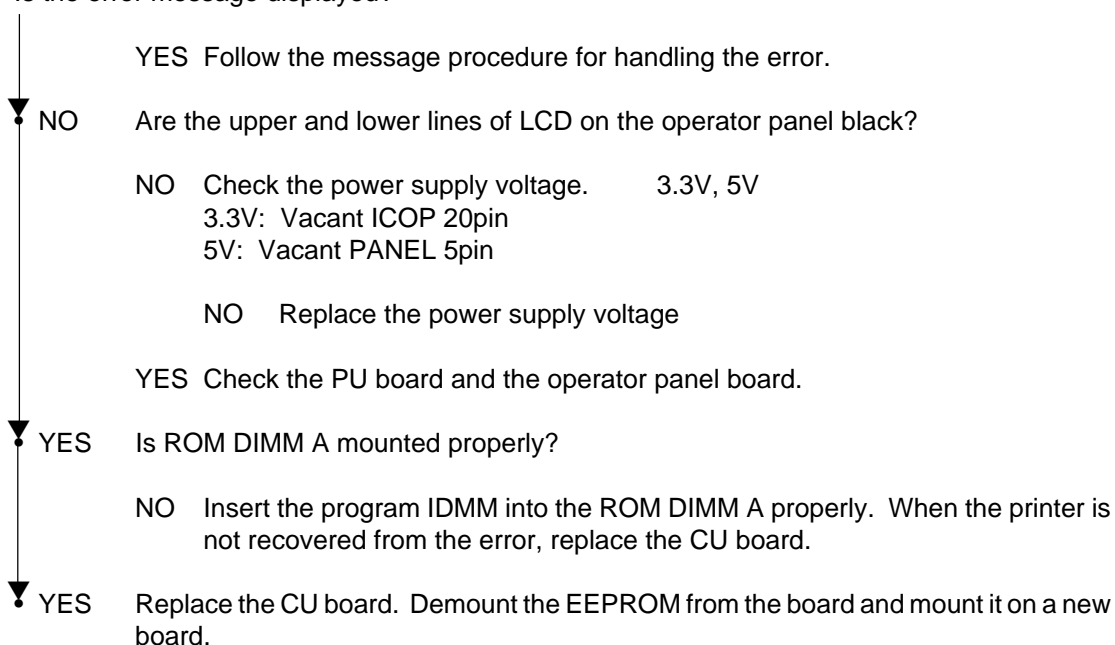 Is the error message displayed?
YES Follow the message procedure for handling the error.
NO Are the upper and lower lines of LCD on the operator panel black?
NO Check the power supply voltage. 3.3V, 5V
3.3V: Vacant ICOP 20pin
5V: Vacant PANEL 5pin
NO Replace the power supply voltage
YES Check the PU board and the operator panel board.
YES Is ROM DIMM A mounted properly?
NO Insert the program IDMM into the ROM DIMM A properly. When the printer is
not recovered from the error, replace the CU board.
YES Replace the CU board. Demount the EEPROM from the board and mount it on a new
board.